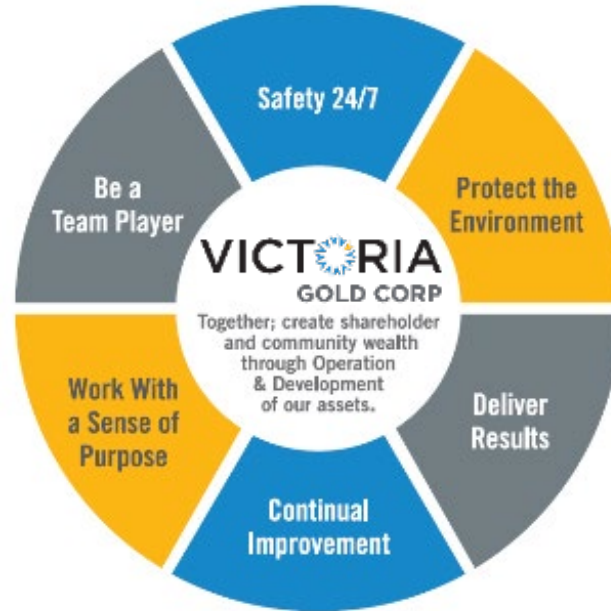 Safety 24/7
Protect the
Environment
Deliver
Results
Continual
Improvement
Work With
a Sense of
Purpose
Be a
Team Player
VICTORIA
GOLD CORP
Together; create shareholder
and community wealth
through Operation
& Development
of our assets.